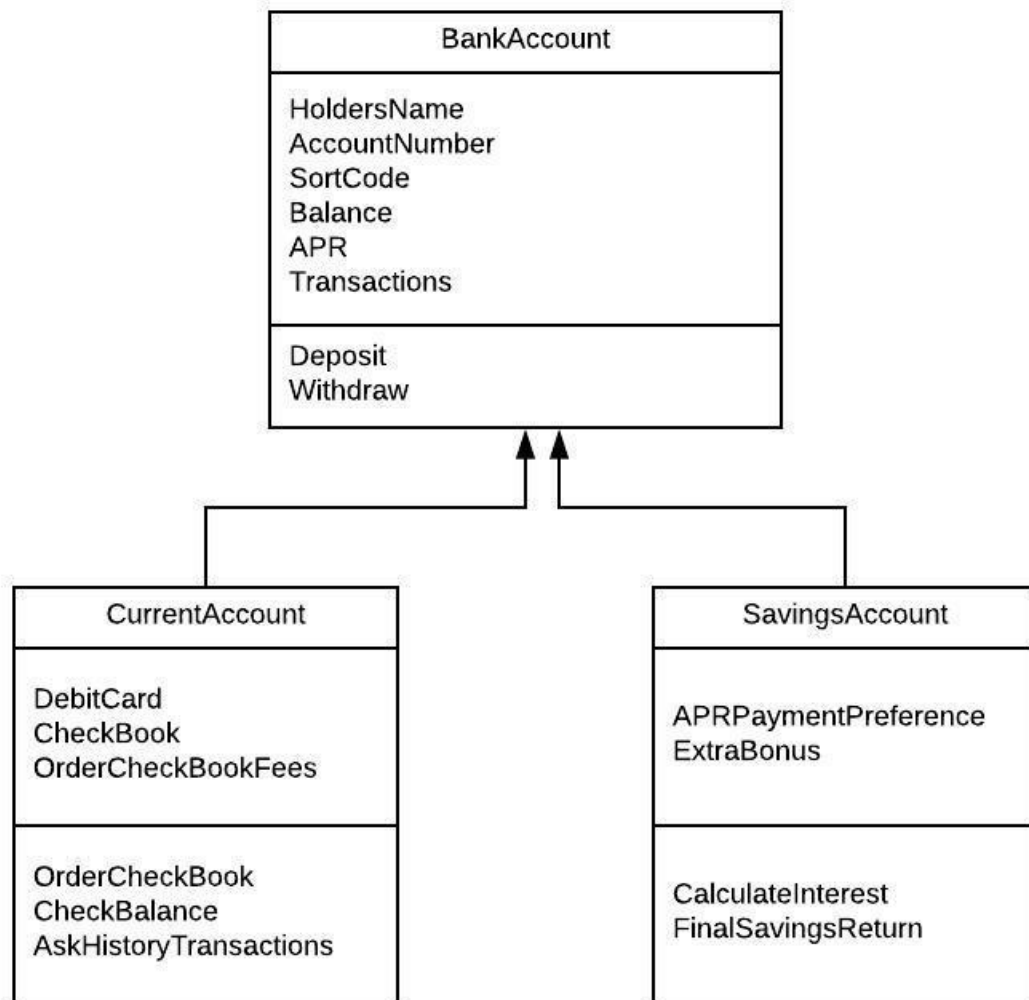 BankAccount
HoldersName
AccountNumber
SortCode
Balance
APR
Transactions
Deposit
Withdraw
CurrentAccount
DebitCard
CheckBook
OrderCheckBookFees
OrderCheckBook
CheckBalance
AskHistoryTransactions
SavingsAccount
APRPaymentPreference
ExtraBonus
CalculateInterest
FinalSavingsReturn